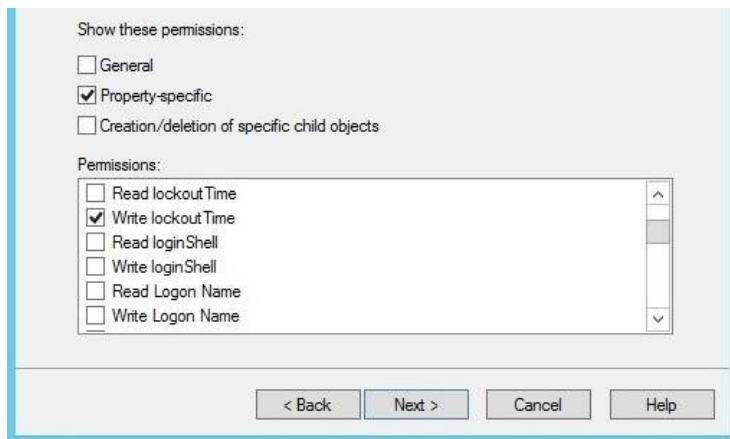 Show these permissions:
General
Property-specific
Creation/deletion of specific child objects
Permissions:
Read lockoutTime
Write lockoutTime
Read loginShell
Write loginShell
Read Logon Name
Write Logon Name
< Back Next > Cancel Help